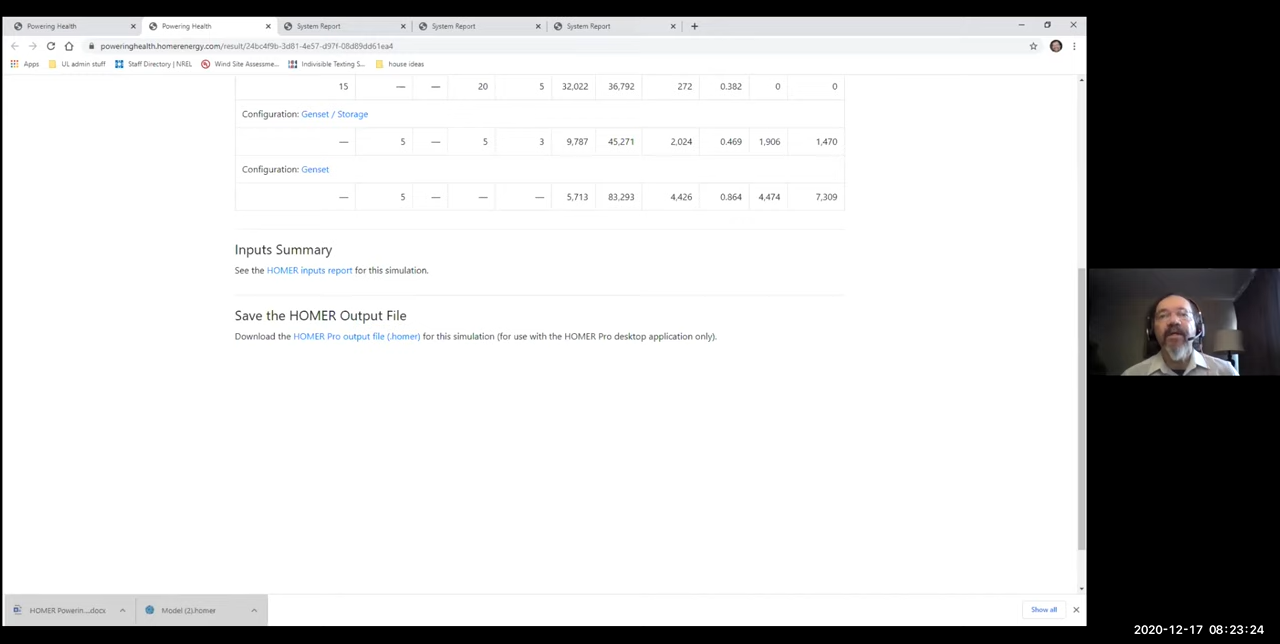 Powering Health
Powering Health
System Report
System Report
System Report
poweringhealth.homerenergy.com/result/24bc4f9b-3d81-4e57-d97f-08d89dd61ea4
Apps UL admin stuff Staff Directory | NREL Wind Site Assessme... Indivisible Texting S... house ideas
15 — — 20 5 32,022 36,792 272 0.382 0 0
Configuration: Genset / Storage
— 5 — 5 3 9,787 45,271 2,024 0.469 1,906 1,470
Configuration: Genset
— 5 — — — 5,713 83,293 4,426 0.864 4,474 7,309
Inputs Summary
See the HOMER inputs report for this simulation.
Save the HOMER Output File
Download the HOMER Pro output file (.homer) for this simulation (for use with the HOMER Pro desktop application only).
HOMER Powerin....docx
Model (2).homer
Show all
2020-12-17 08:23:24